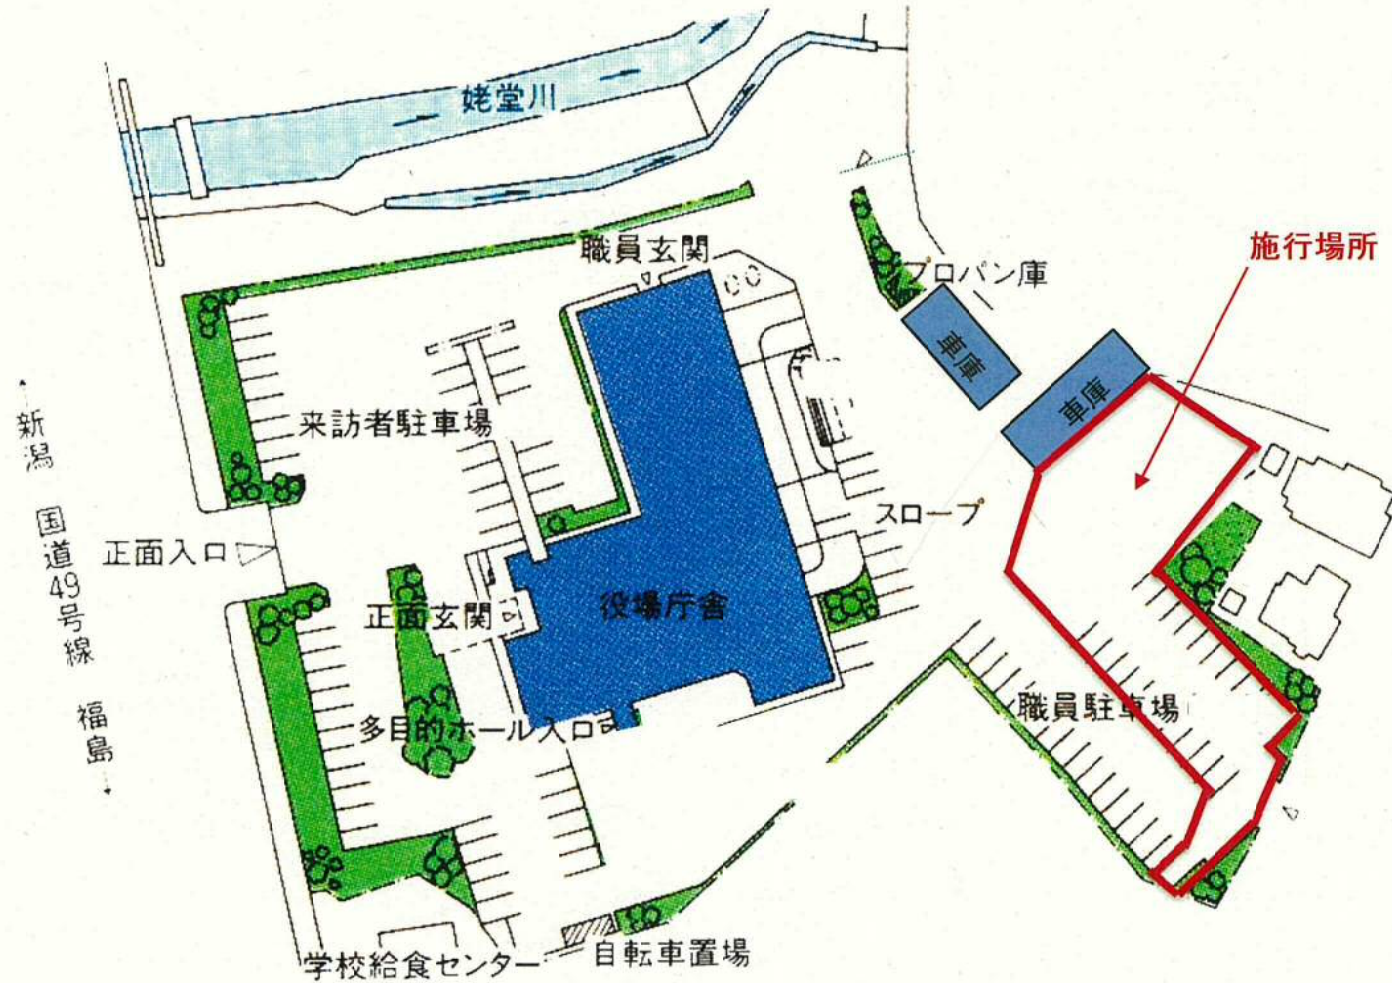 姥堂川
職員玄関
施行場所
プロパン庫
車庫
車庫
来訪者駐車場
新潟 国道49号線 福島
スロープ
正面入口
正面玄関
役場庁舎
職員駐車場
多目的ホール入口
学校給食センター
自転車置場